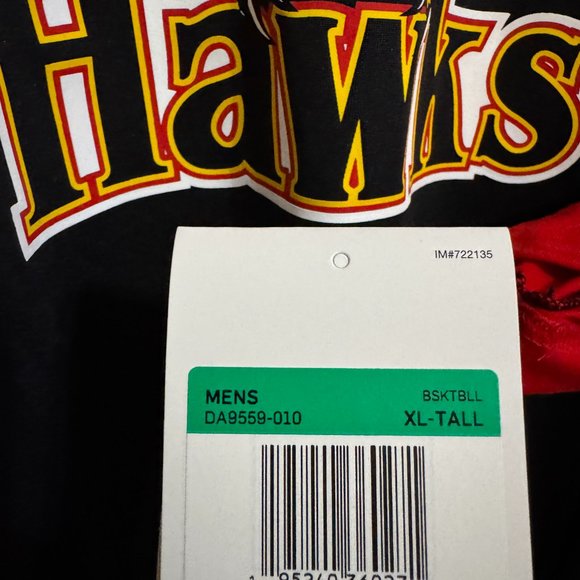 Hawks
IM#722135
MENS
BSKTBLL
DA9559-010
XL-TALL